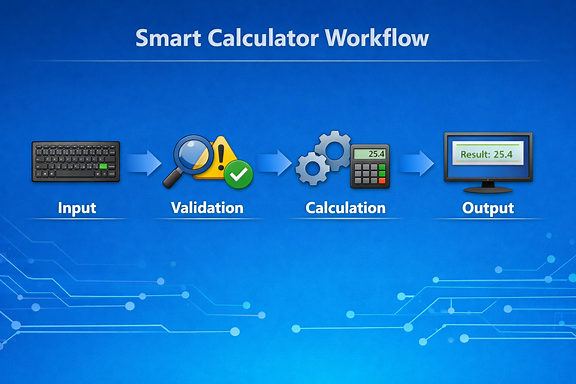 Smart Calculator Workflow
25.4
Result: 25.4
Input
Validation
Calculation
Output